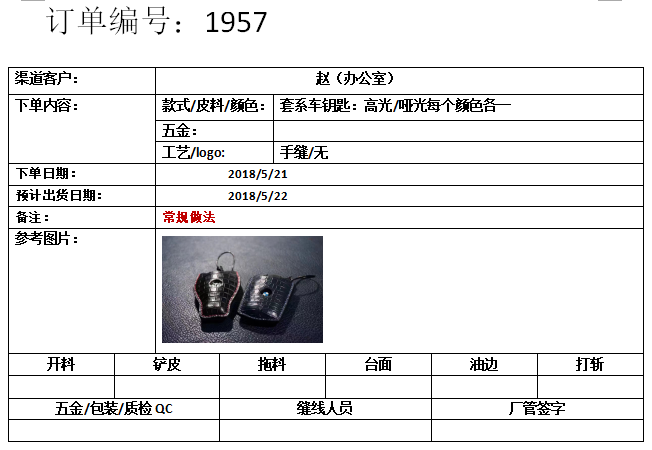 订单编号：1957
渠道客户： 赵（办公室）
下单内容： 款式/皮料/颜色： 套系车钥匙：高光/哑光每个颜色各一
五金：
工艺/logo: 手缝/无
下单日期： 2018/5/21
预计出货日期： 2018/5/22
备注： 常规做法
参考图片：
开料 铲皮 拖料 台面 油边 打斩
五金/包装/质检 QC 缝线人员 厂管签字